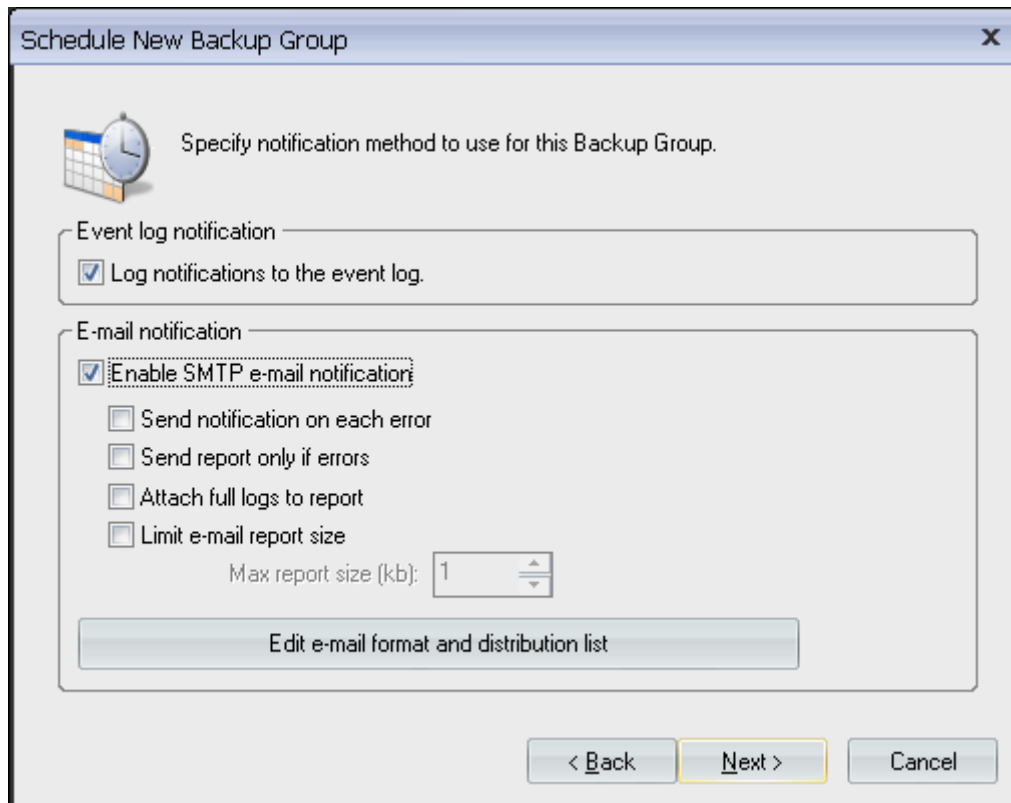 Schedule New Backup Group
Specify notification method to use for this Backup Group.
Event log notification
Log notifications to the event log.
E-mail notification
Enable SMTP e-mail notification
Send notification on each error
Send report only if errors
Attach full logs to report
Limit e-mail report size
Max report size (kb): 1
Edit e-mail format and distribution list
< Back Next > Cancel